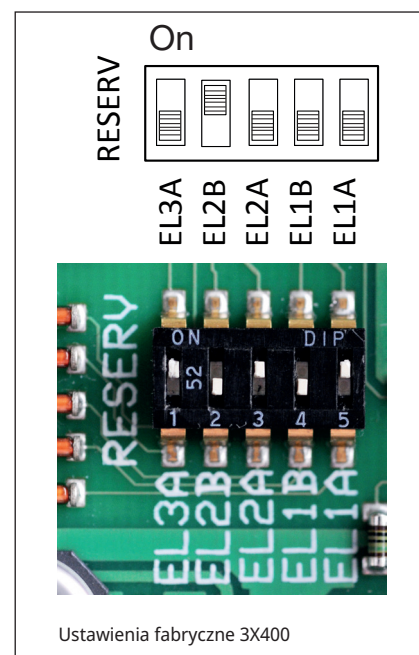 On
RESERV
EL3A
EL2B
EL2A
EL1B
EL1A
ON DIP
52
1 2 3 4 5
RESERV
EL3A
EL2B
EL2A
EL1B
EL1A
Ustawienia fabryczne 3X400